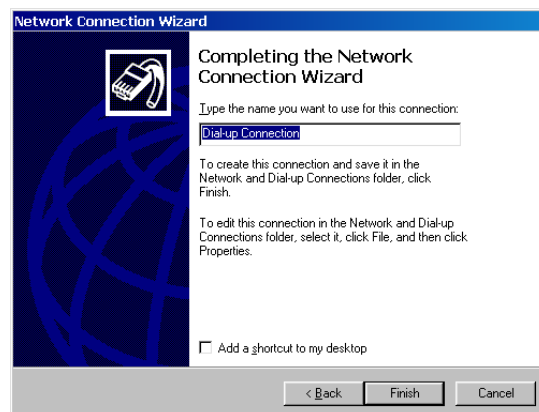 Network Connection Wizard
Completing the Network
Connection Wizard
Type the name you want to use for this connection:
Dial-up Connection
To create this connection and save it in the
Network and Dial-up Connections folder, click
Finish.
To edit this connection in the Network and Dial-up
Connections folder, select it, click File, and then click
Properties.
Add a shortcut to my desktop
< Back
Finish
Cancel